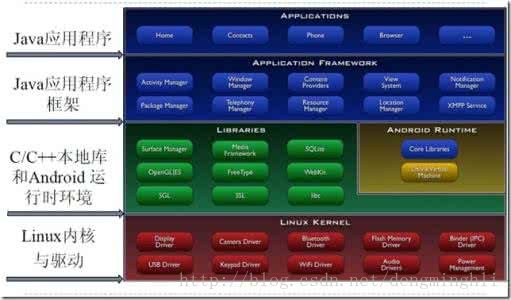 APPLICATIONS
Java应用程序
Home Contacts Phone Browser ...
APPLICATION FRAMEWORK
Java应用程序
框架
Activity Manager Window Manager Content Providers View System Notification Manager
Package Manager Telephony Manager Resource Manager Location Manager XMPP Service
LIBRARIES
ANDROID RUNTIME
C/C++本地库
和Android 运
行时环境
Surface Manager Media Framework SQLite
OpenGL|ES FreeType WebKit
SGL SSL libc
Core Libraries
Dalvik Virtual Machine
LINUX KERNEL
Linux内核
与驱动
Display Driver Camera Driver Bluetooth Driver Flash Memory Driver Binder (IPC) Driver
USB Driver Keypad Driver WiFi Driver Audio Drivers Power Management
http://blog.csdn.net/dengminghli